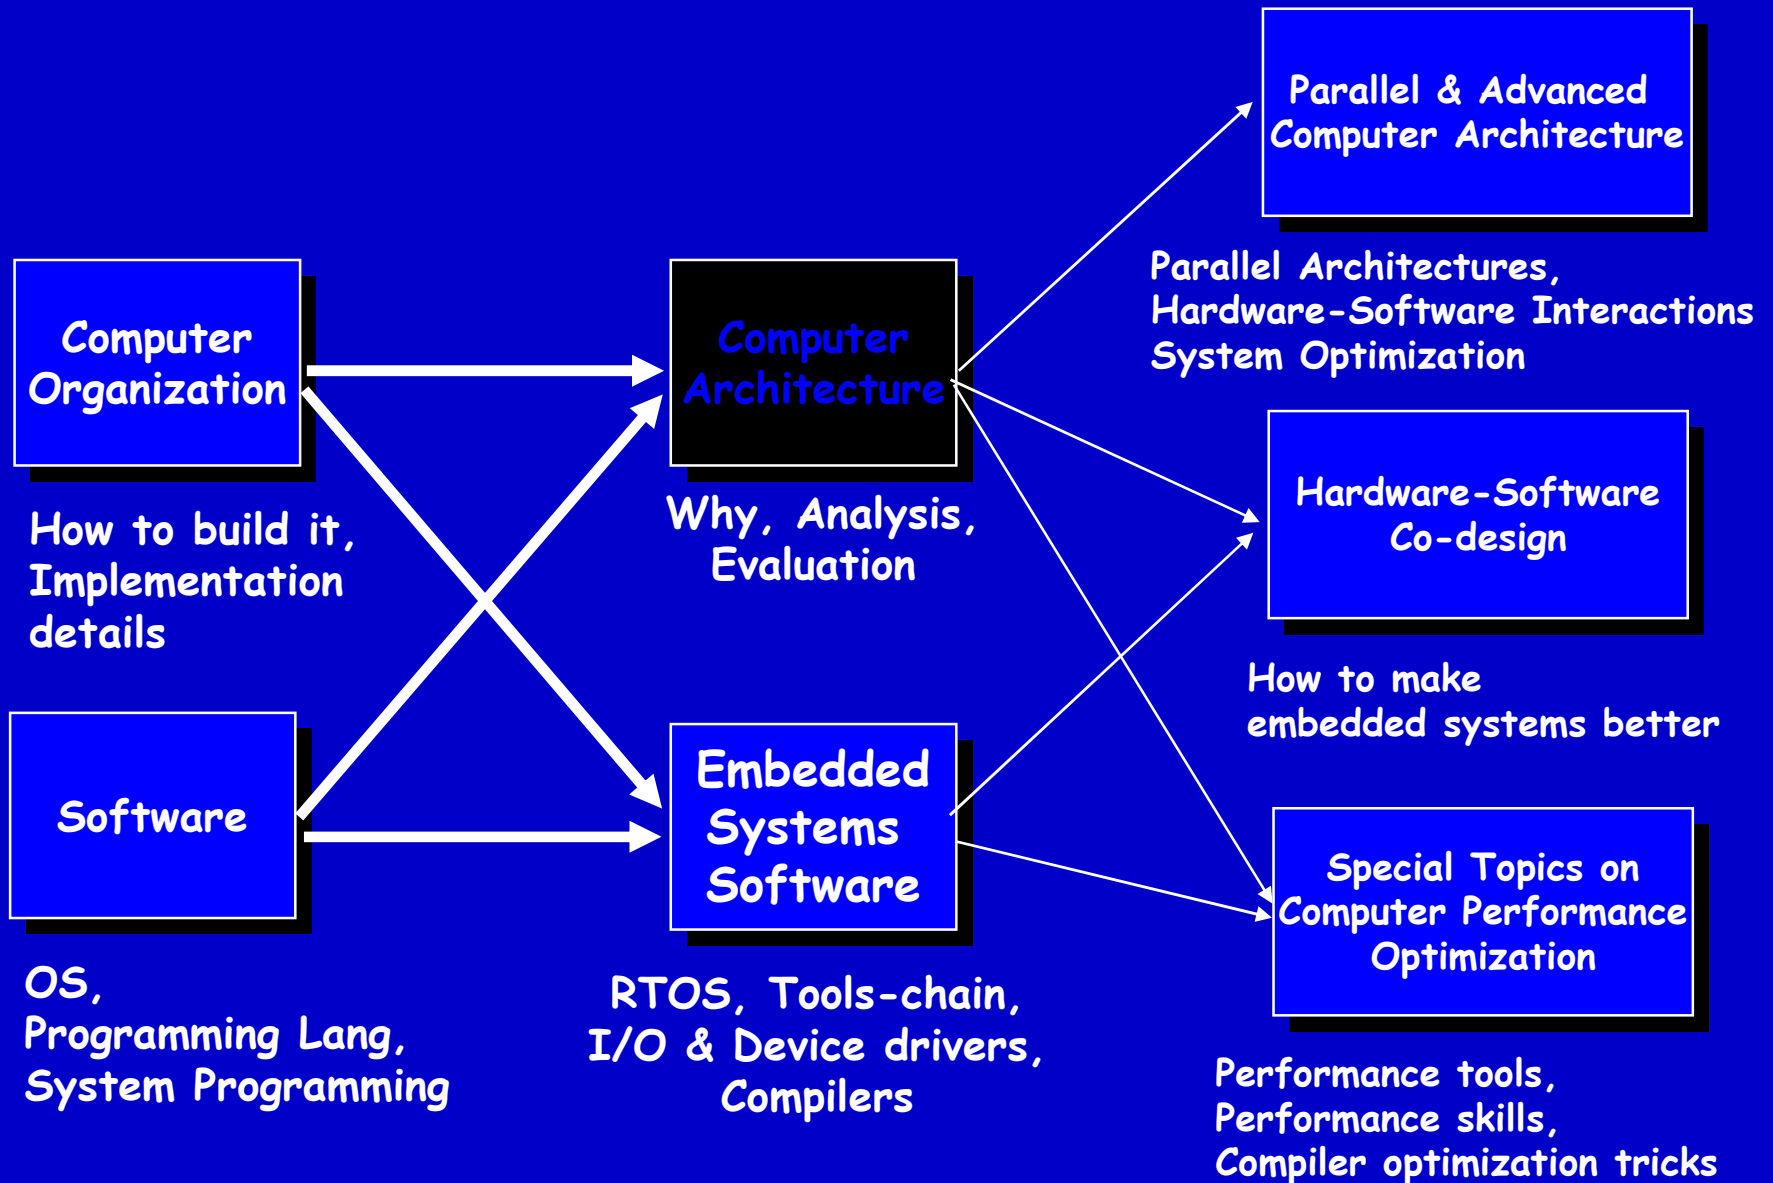 Computer
Organization
How to build it,
Implementation
details
Software
OS,
Programming Lang,
System Programming
Computer
Architecture
Why, Analysis,
Evaluation
Embedded
Systems
Software
RTOS, Tools-chain,
I/O & Device drivers,
Compilers
Parallel & Advanced
Computer Architecture
Parallel Architectures,
Hardware-Software Interactions
System Optimization
Hardware-Software
Co-design
How to make
embedded systems better
Special Topics on
Computer Performance
Optimization
Performance tools,
Performance skills,
Compiler optimization tricks